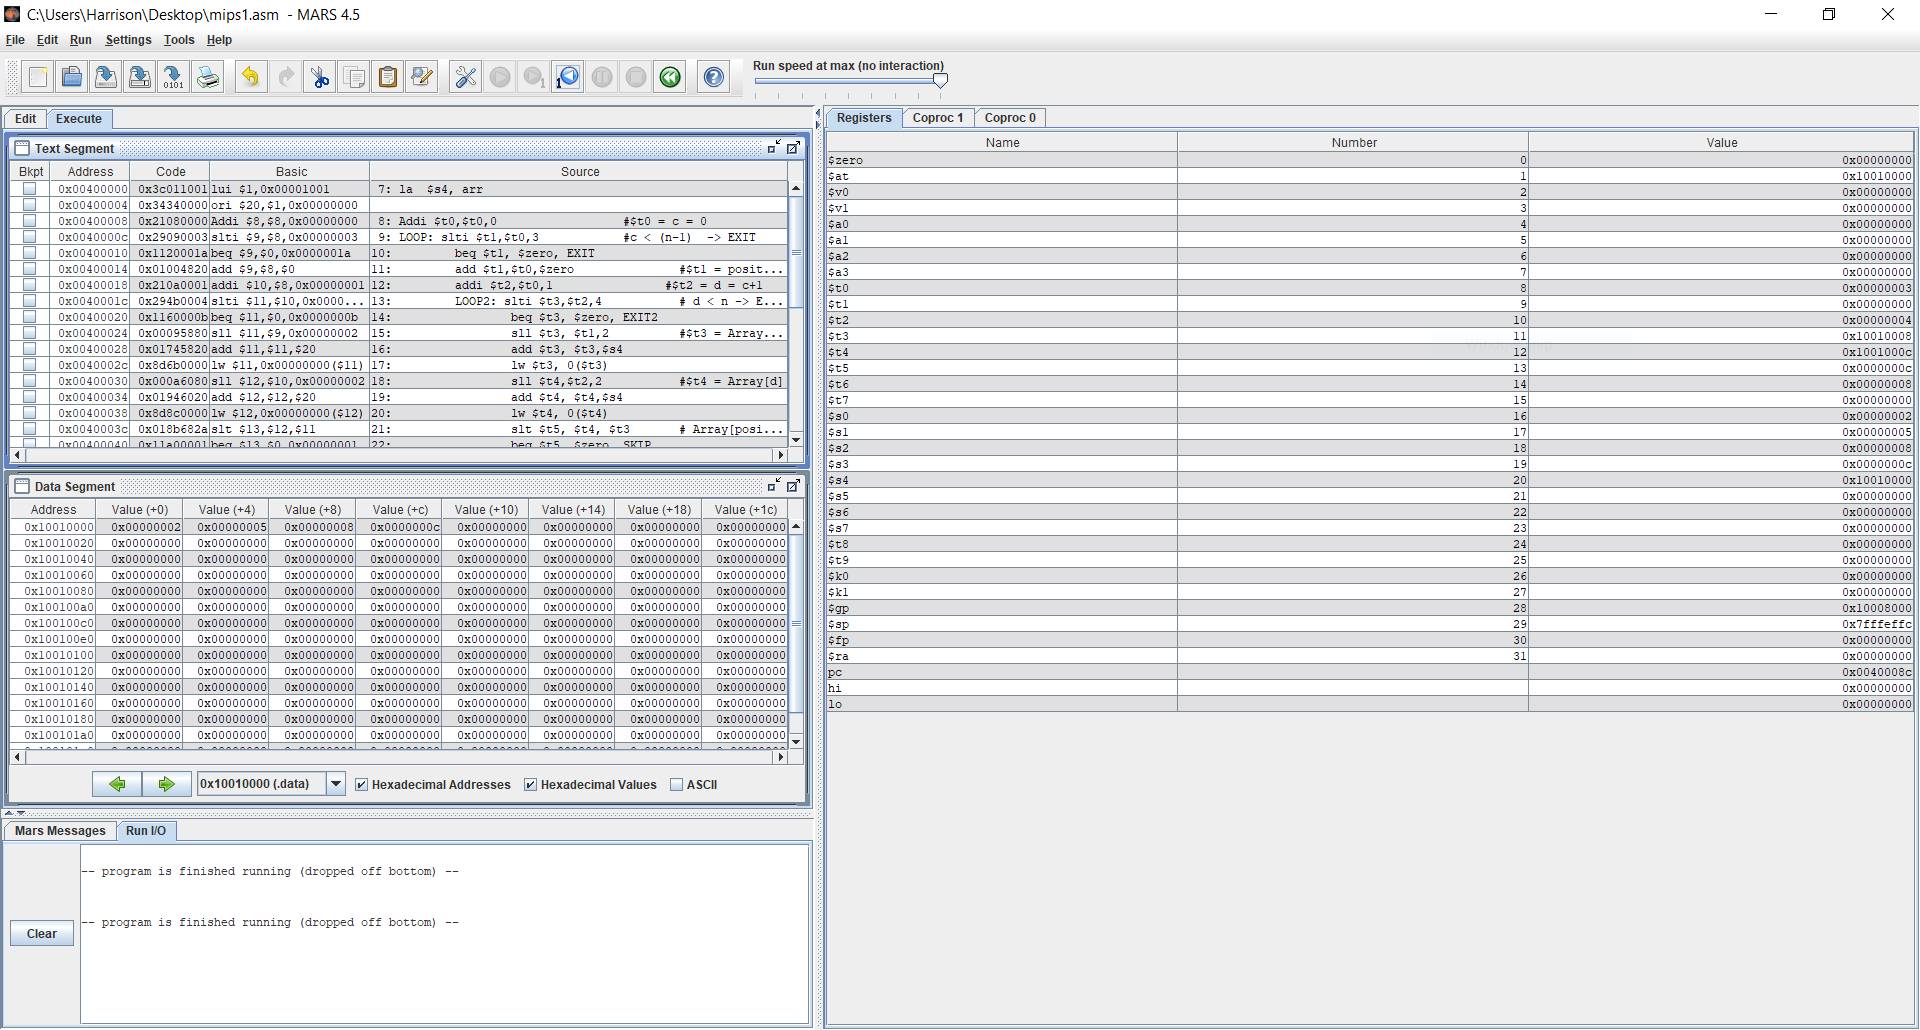 C:\Users\Harrison\Desktop\mips1.asm - MARS 4.5
File Edit Run Settings Tools Help
Run speed at max (no interaction)
Edit Execute
Text Segment
Bkpt Address Code Basic Source
0x00400000 0x3c011001 lui $1,0x00001001 7: la $s4, arr
0x00400004 0x34340000 ori $20,$1,0x00000000
0x00400008 0x21080000 Addi $8,$8,0x00000000 8: Addi $t0,$t0,0 #$t0 = c = 0
0x0040000c 0x29090003 slti $9,$8,0x00000003 9: LOOP: slti $t1,$t0,3 #c < (n-1) -> EXIT
0x00400010 0x1120001a beq $9,$0,0x0000001a 10: beq $t1, $zero, EXIT
0x00400014 0x01004820 add $9,$8,$0 11: add $t1,$t0,$zero #$t1 = posit...
0x00400018 0x210a0001 addi $10,$8,0x00000001 12: addi $t2,$t0,1 #$t2 = d = c+1
0x0040001c 0x294b0004 slti $11,$10,0x0000... 13: LOOP2: slti $t3,$t2,4 # d < n -> E...
0x00400020 0x1160000b beq $11,$0,0x0000000b 14: beq $t3, $zero, EXIT2
0x00400024 0x00095880 sll $11,$9,0x00000002 15: sll $t3, $t1,2 #$t3 = Array...
0x00400028 0x01745820 add $11,$11,$20 16: add $t3, $t3,$s4
0x0040002c 0x8d6b0000 lw $11,0x00000000($11) 17: lw $t3, 0($t3)
0x00400030 0x000a6080 sll $12,$10,0x00000002 18: sll $t4,$t2,2 #$t4 = Array[d]
0x00400034 0x01946020 add $12,$12,$20 19: add $t4, $t4,$s4
0x00400038 0x8d8c0000 lw $12,0x00000000($12) 20: lw $t4, 0($t4)
0x0040003c 0x018b682a slt $13,$12,$11 21: slt $t5, $t4, $t3 # Array[posi...
0x00400040 0x11a00001 beq $13,$0,0x00000001 22: beq $t5, $zero, SKIP
Data Segment
Address Value (+0) Value (+4) Value (+8) Value (+c) Value (+10) Value (+14) Value (+18) Value (+1c)
0x10010000 0x00000002 0x00000005 0x00000008 0x0000000c 0x00000000 0x00000000 0x00000000 0x00000000
0x10010020 0x00000000 0x00000000 0x00000000 0x00000000 0x00000000 0x00000000 0x00000000 0x00000000
0x10010040 0x00000000 0x00000000 0x00000000 0x00000000 0x00000000 0x00000000 0x00000000 0x00000000
0x10010060 0x00000000 0x00000000 0x00000000 0x00000000 0x00000000 0x00000000 0x00000000 0x00000000
0x10010080 0x00000000 0x00000000 0x00000000 0x00000000 0x00000000 0x00000000 0x00000000 0x00000000
0x100100a0 0x00000000 0x00000000 0x00000000 0x00000000 0x00000000 0x00000000 0x00000000 0x00000000
0x100100c0 0x00000000 0x00000000 0x00000000 0x00000000 0x00000000 0x00000000 0x00000000 0x00000000
0x100100e0 0x00000000 0x00000000 0x00000000 0x00000000 0x00000000 0x00000000 0x00000000 0x00000000
0x10010100 0x00000000 0x00000000 0x00000000 0x00000000 0x00000000 0x00000000 0x00000000 0x00000000
0x10010120 0x00000000 0x00000000 0x00000000 0x00000000 0x00000000 0x00000000 0x00000000 0x00000000
0x10010140 0x00000000 0x00000000 0x00000000 0x00000000 0x00000000 0x00000000 0x00000000 0x00000000
0x10010160 0x00000000 0x00000000 0x00000000 0x00000000 0x00000000 0x00000000 0x00000000 0x00000000
0x10010180 0x00000000 0x00000000 0x00000000 0x00000000 0x00000000 0x00000000 0x00000000 0x00000000
0x100101a0 0x00000000 0x00000000 0x00000000 0x00000000 0x00000000 0x00000000 0x00000000 0x00000000
0x10010000 (.data) Hexadecimal Addresses Hexadecimal Values ASCII
Mars Messages Run I/O
-- program is finished running (dropped off bottom) --
-- program is finished running (dropped off bottom) --
Clear
Registers Coproc 1 Coproc 0
Name Number Value
$zero 0 0x00000000
$at 1 0x10010000
$v0 2 0x00000000
$v1 3 0x00000000
$a0 4 0x00000000
$a1 5 0x00000000
$a2 6 0x00000000
$a3 7 0x00000000
$t0 8 0x00000003
$t1 9 0x00000000
$t2 10 0x00000004
$t3 11 0x10010008
$t4 12 0x1001000c
$t5 13 0x0000000c
$t6 14 0x00000008
$t7 15 0x00000000
$s0 16 0x00000002
$s1 17 0x00000005
$s2 18 0x00000008
$s3 19 0x0000000c
$s4 20 0x10010000
$s5 21 0x00000000
$s6 22 0x00000000
$s7 23 0x00000000
$t8 24 0x00000000
$t9 25 0x00000000
$k0 26 0x00000000
$k1 27 0x00000000
$gp 28 0x10008000
$sp 29 0x7fffeffc
$fp 30 0x00000000
$ra 31 0x00000000
pc 0x0040008c
hi 0x00000000
lo 0x00000000